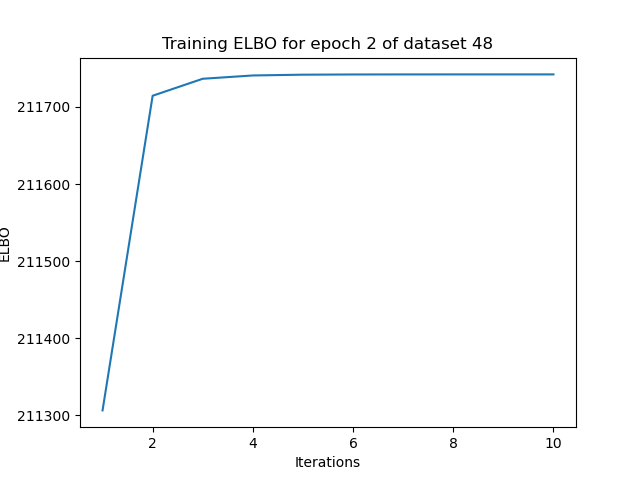 Training ELBO for epoch 2 of dataset 48
211700
211600
211500
211400
211300
ELBO
2 4 6 8 10
Iterations